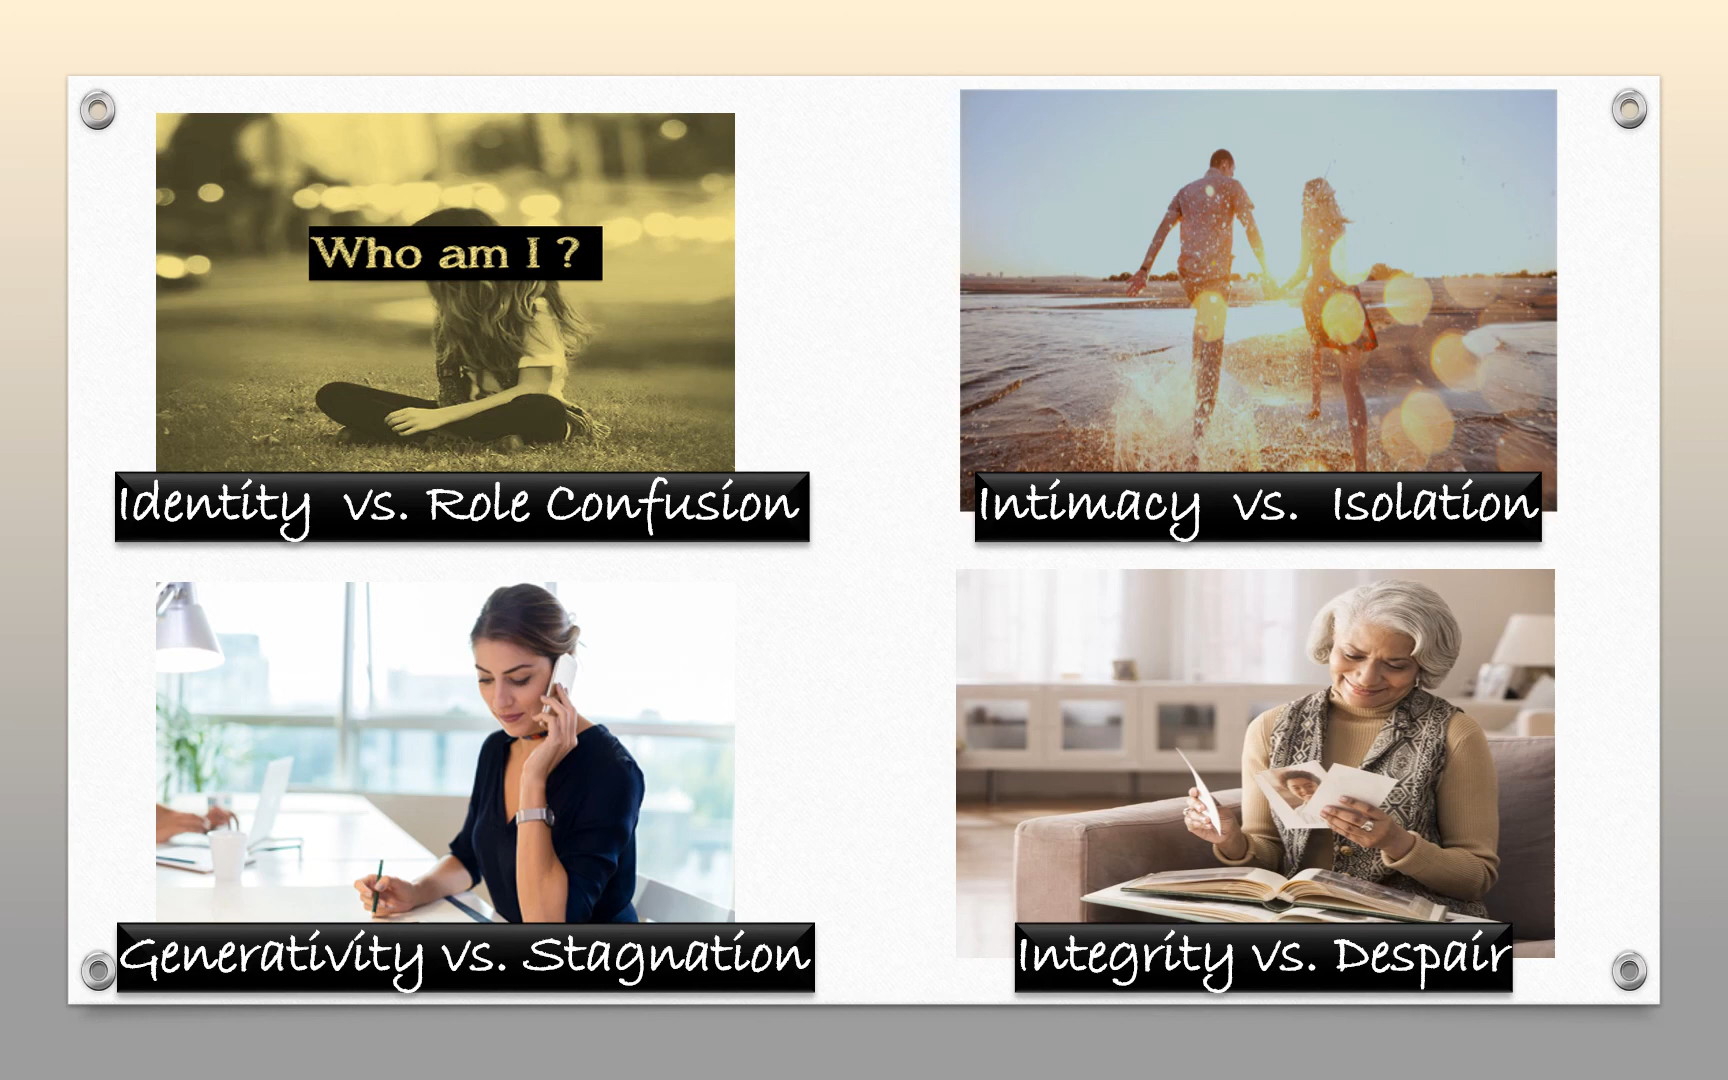 Who am I ?
Identity vs. Role Confusion
Intimacy vs. Isolation
Generativity vs. Stagnation
Integrity vs. Despair